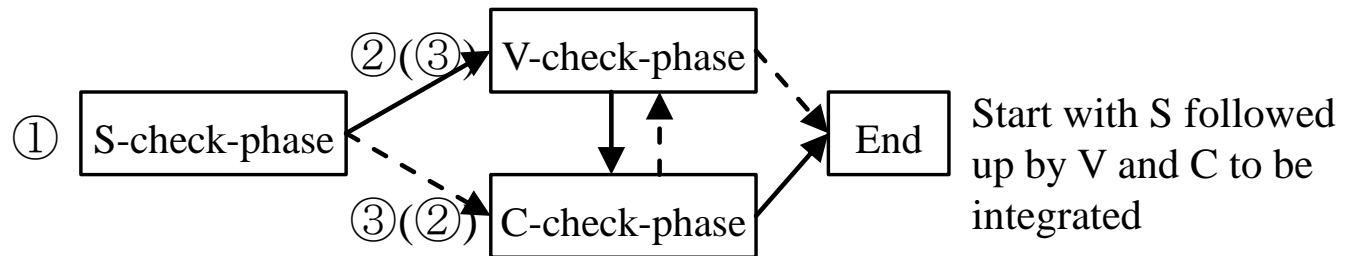 ②(③)
V-check-phase
①
S-check-phase
End
③(②)
C-check-phase
Start with S followed
up by V and C to be
integrated